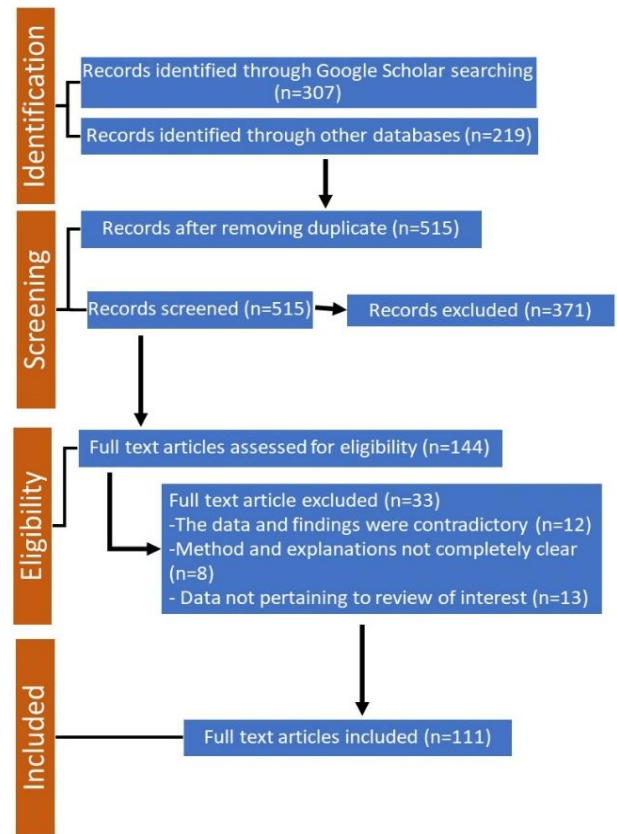 Identification
Records identified through Google Scholar searching
(n=307)
Records identified through other databases (n=219)
Screening
Records after removing duplicate (n=515)
Records screened (n=515)
Records excluded (n=371)
Eligibility
Full text articles assessed for eligibility (n=144)
Full text article excluded (n=33)
-The data and findings were contradictory (n=12)
-Method and explanations not completely clear
(n=8)
- Data not pertaining to review of interest (n=13)
Included
Full text articles included (n=111)